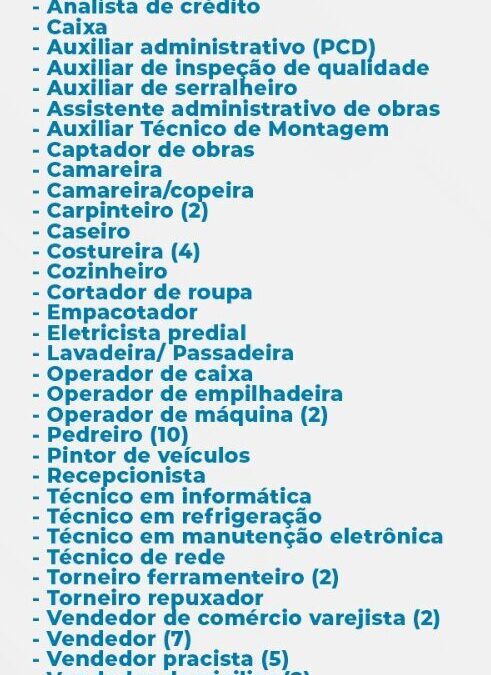 - Analista de crédito
- Caixa
- Auxiliar administrativo (PCD)
- Auxiliar de inspeção de qualidade
- Auxiliar de serralheiro
- Assistente administrativo de obras
- Auxiliar Técnico de Montagem
- Captador de obras
- Camareira
- Camareira/copeira
- Carpinteiro (2)
- Caseiro
- Costureira (4)
- Cozinheiro
- Cortador de roupa
- Empacotador
- Eletricista predial
- Lavadeira/ Passadeira
- Operador de caixa
- Operador de empilhadeira
- Operador de máquina (2)
- Pedreiro (10)
- Pintor de veículos
- Recepcionista
- Técnico em informática
- Técnico em refrigeração
- Técnico em manutenção eletrônica
- Técnico de rede
- Torneiro ferramenteiro (2)
- Torneiro repuxador
- Vendedor de comércio varejista (2)
- Vendedor (7)
- Vendedor pracista (5)